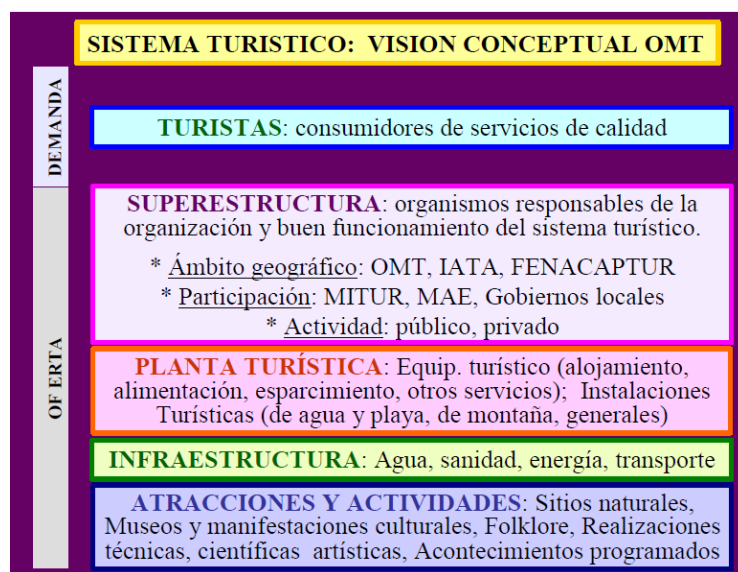 SISTEMA TURISTICO: VISION CONCEPTUAL OMT
DEMANDA
TURISTAS: consumidores de servicios de calidad
OFERTA
SUPERESTRUCTURA: organismos responsables de la
organización y buen funcionamiento del sistema turístico.
* Ámbito geográfico: OMT, IATA, FENACAPTUR
* Participación: MITUR, MAE, Gobiernos locales
* Actividad: público, privado
PLANTA TURÍSTICA: Equip. turístico (alojamiento,
alimentación, esparcimiento, otros servicios); Instalaciones
Turísticas (de agua y playa, de montaña, generales)
INFRAESTRUCTURA: Agua, sanidad, energía, transporte
ATRACCIONES Y ACTIVIDADES: Sitios naturales,
Museos y manifestaciones culturales, Folklore, Realizaciones
técnicas, científicas artísticas, Acontecimientos programados